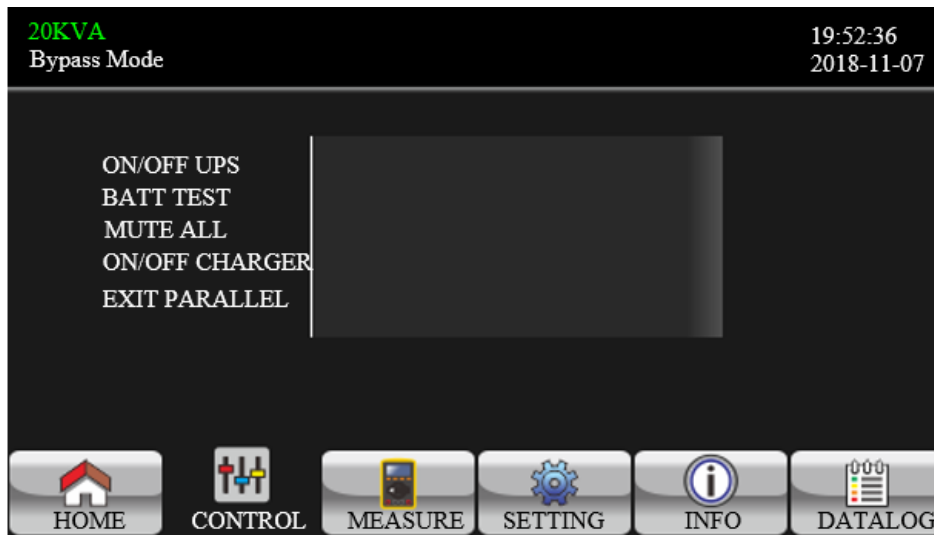 20KVA
Bypass Mode
19:52:36
2018-11-07
ON/OFF UPS
BATT TEST
MUTE ALL
ON/OFF CHARGER
EXIT PARALLEL
HOME
CONTROL
MEASURE
SETTING
INFO
DATALOG